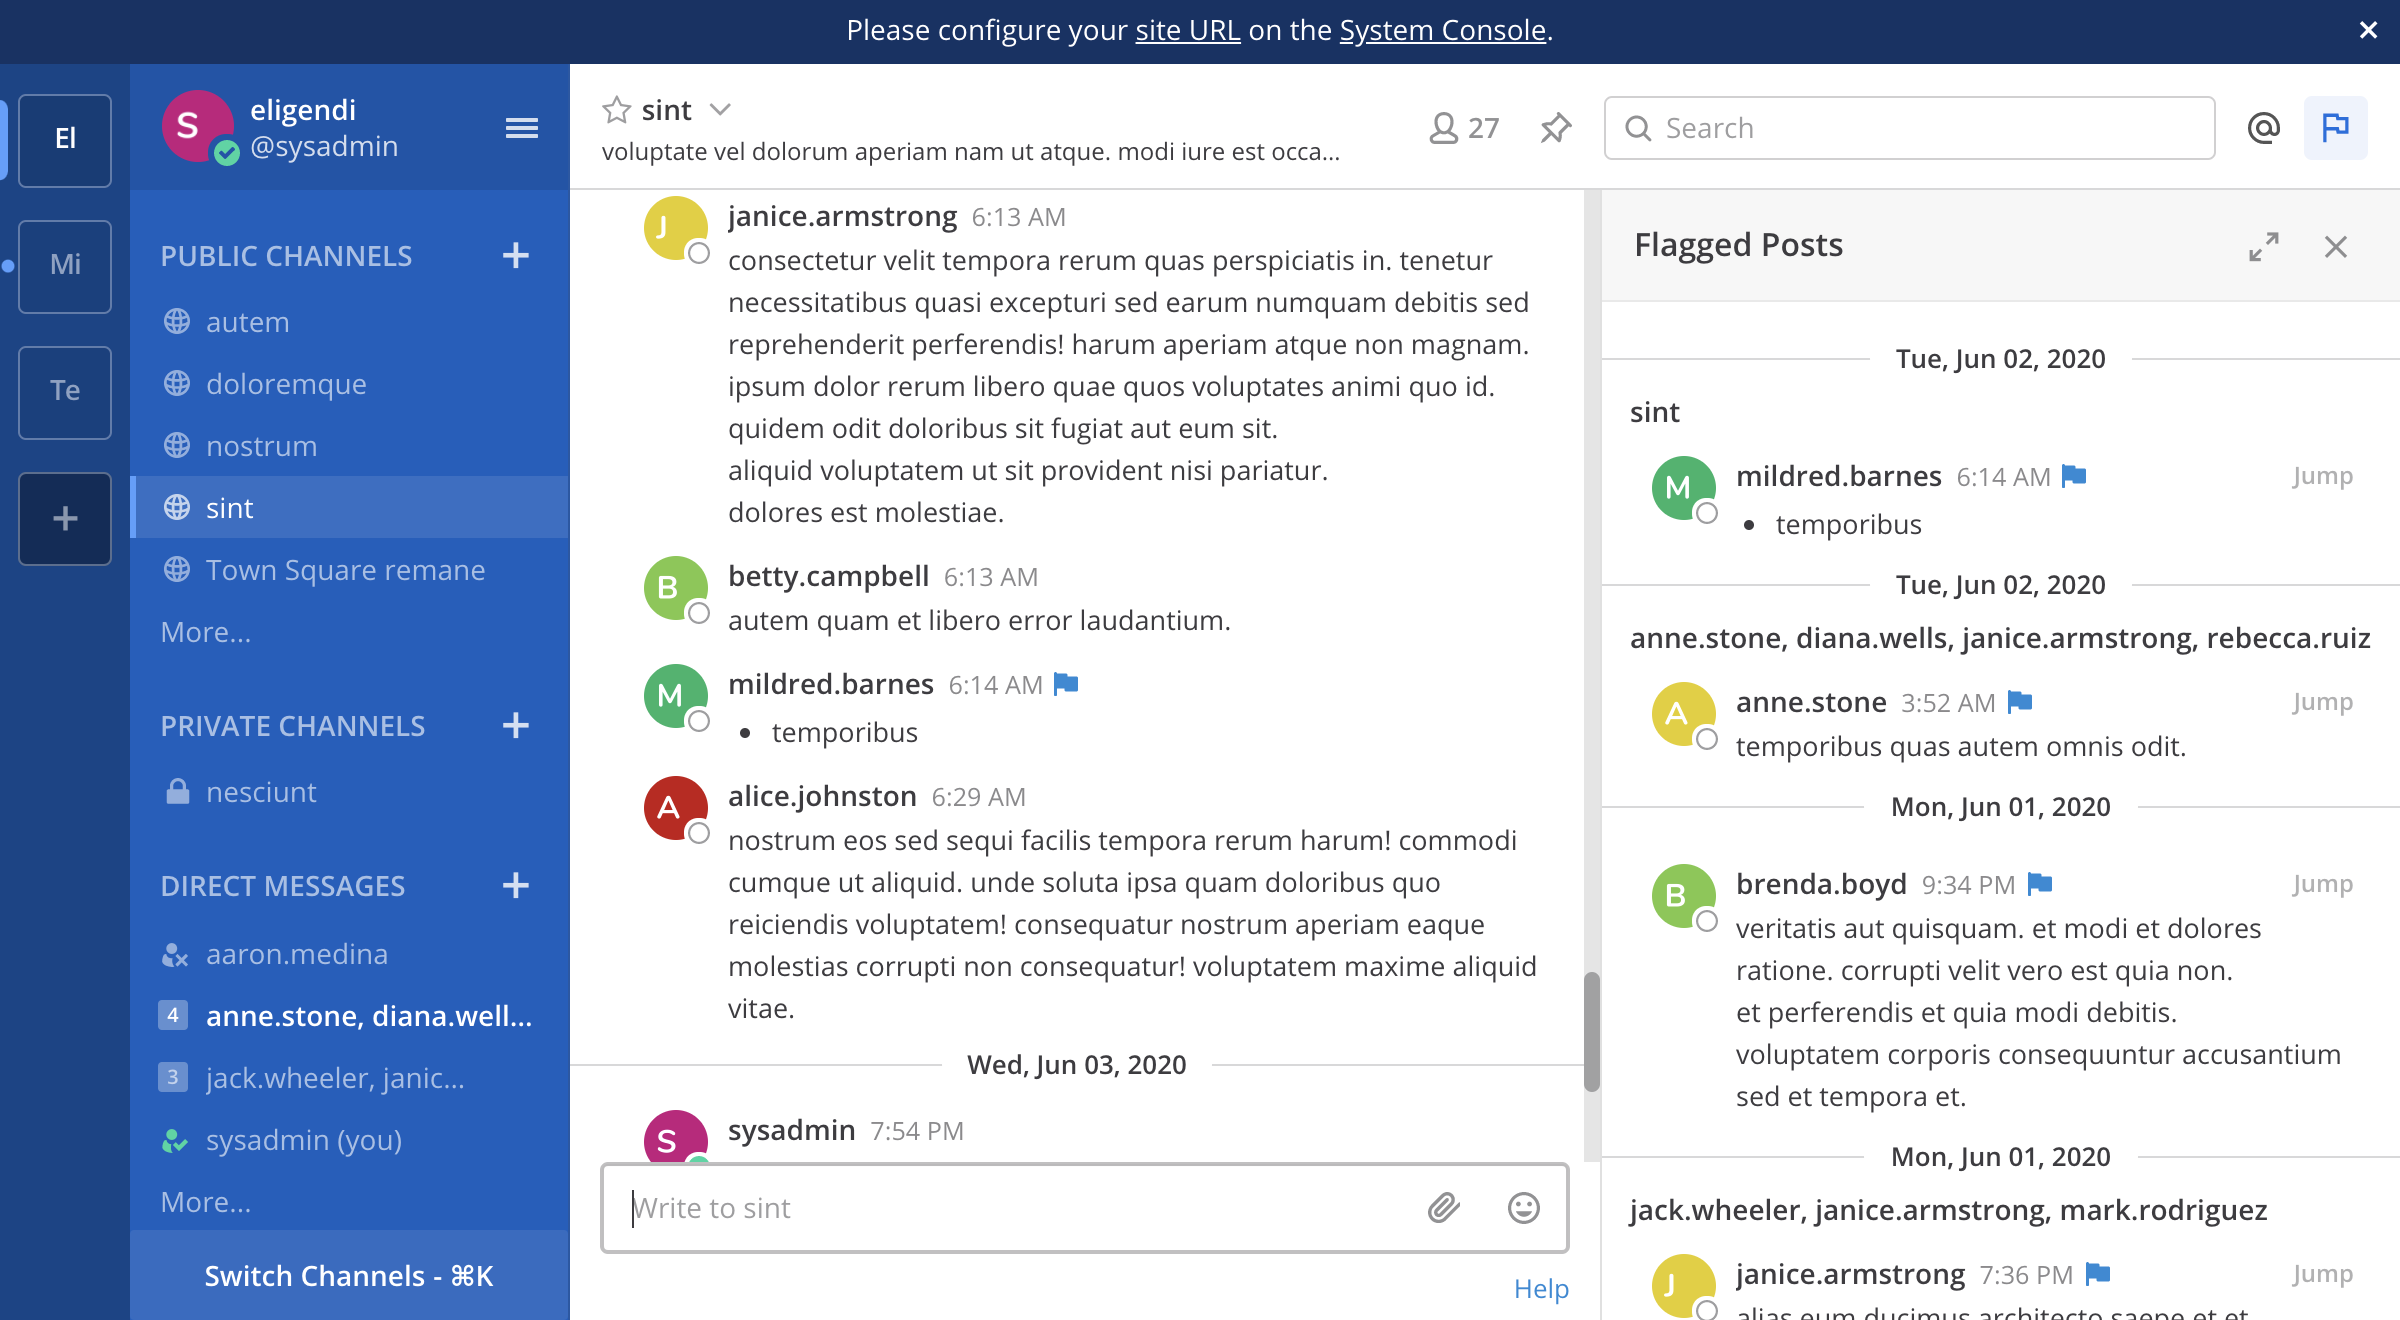 Please configure your site URL on the System Console.
El
Mi
Te
S
eligendi
@sysadmin
PUBLIC CHANNELS
autem
doloremque
nostrum
sint
Town Square remane
More...
PRIVATE CHANNELS
nesciunt
DIRECT MESSAGES
aaron.medina
4 anne.stone, diana.well...
3 jack.wheeler, janic...
sysadmin (you)
More...
Switch Channels - ⌘K
sint
voluptate vel dolorum aperiam nam ut atque. modi iure est occa...
27
Search
J
janice.armstrong 6:13 AM
consectetur velit tempora rerum quas perspiciatis in. tenetur
necessitatibus quasi excepturi sed earum numquam debitis sed
reprehenderit perferendis! harum aperiam atque non magnam.
ipsum dolor rerum libero quae quos voluptates animi quo id.
quidem odit doloribus sit fugiat aut eum sit.
aliquid voluptatem ut sit provident nisi pariatur.
dolores est molestiae.
B
betty.campbell 6:13 AM
autem quam et libero error laudantium.
M
mildred.barnes 6:14 AM
• temporibus
A
alice.johnston 6:29 AM
nostrum eos sed sequi facilis tempora rerum harum! commodi
cumque ut aliquid. unde soluta ipsa quam doloribus quo
reiciendis voluptatem! consequatur nostrum aperiam eaque
molestias corrupti non consequatur! voluptatem maxime aliquid
vitae.
Wed, Jun 03, 2020
S
sysadmin 7:54 PM
Write to sint
Help
Flagged Posts
Tue, Jun 02, 2020
sint
M
mildred.barnes 6:14 AM Jump
• temporibus
Tue, Jun 02, 2020
anne.stone, diana.wells, janice.armstrong, rebecca.ruiz
A
anne.stone 3:52 AM Jump
temporibus quas autem omnis odit.
Mon, Jun 01, 2020
B
brenda.boyd 9:34 PM Jump
veritatis aut quisquam. et modi et dolores
ratione. corrupti velit vero est quia non.
et perferendis et quia modi debitis.
voluptatem corporis consequuntur accusantium
sed et tempora et.
Mon, Jun 01, 2020
jack.wheeler, janice.armstrong, mark.rodriguez
J
janice.armstrong 7:36 PM Jump
alias eum ducimus architecto saepe et et